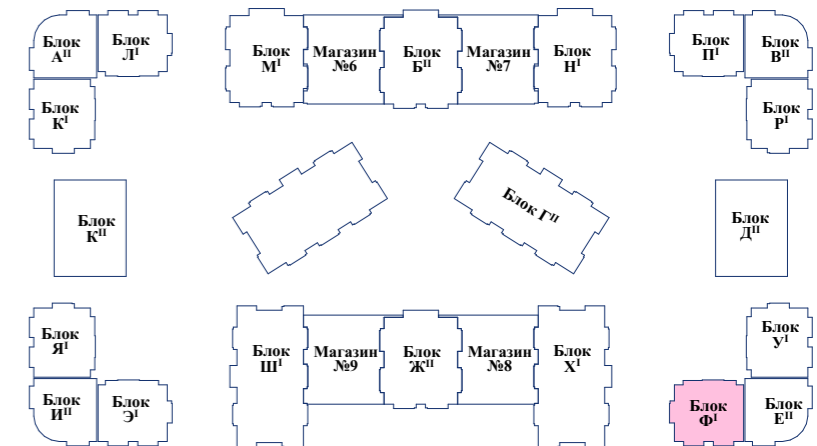 Блок
Аᴵᴵ
Блок
Лᴵ
Блок
Мᴵ
Магазин
№6
Блок
Бᴵᴵ
Магазин
№7
Блок
Нᴵ
Блок
Пᴵ
Блок
Вᴵᴵ
Блок
Кᴵ
Блок
Рᴵ
Блок
Кᴵᴵ
Блок Гᴵᴵ
Блок
Дᴵᴵ
Блок
Яᴵ
Блок
Шᴵ
Магазин
№9
Блок
Жᴵᴵ
Магазин
№8
Блок
Хᴵ
Блок
Уᴵ
Блок
Иᴵᴵ
Блок
Эᴵ
Блок
Фᴵ
Блок
Еᴵᴵ